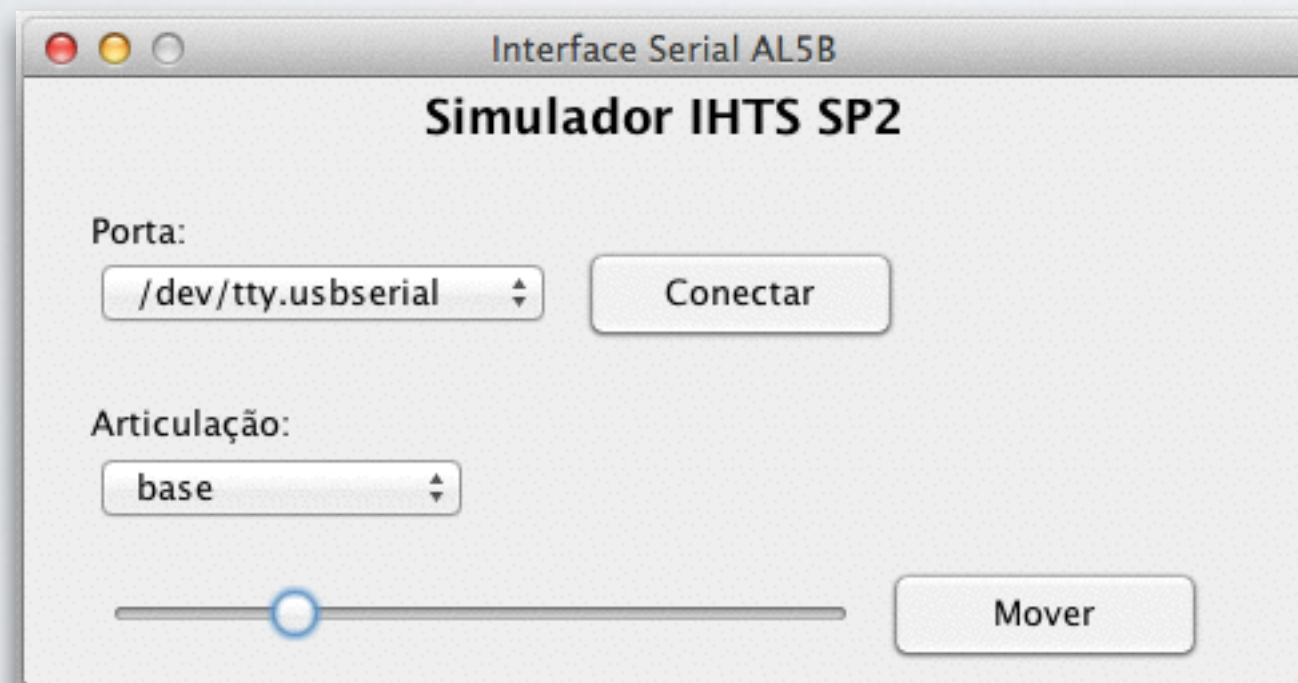 Interface Serial AL5B
Simulador IHTS SP2
Porta:
/dev/tty.usbserial
Conectar
Articulação:
base
Mover